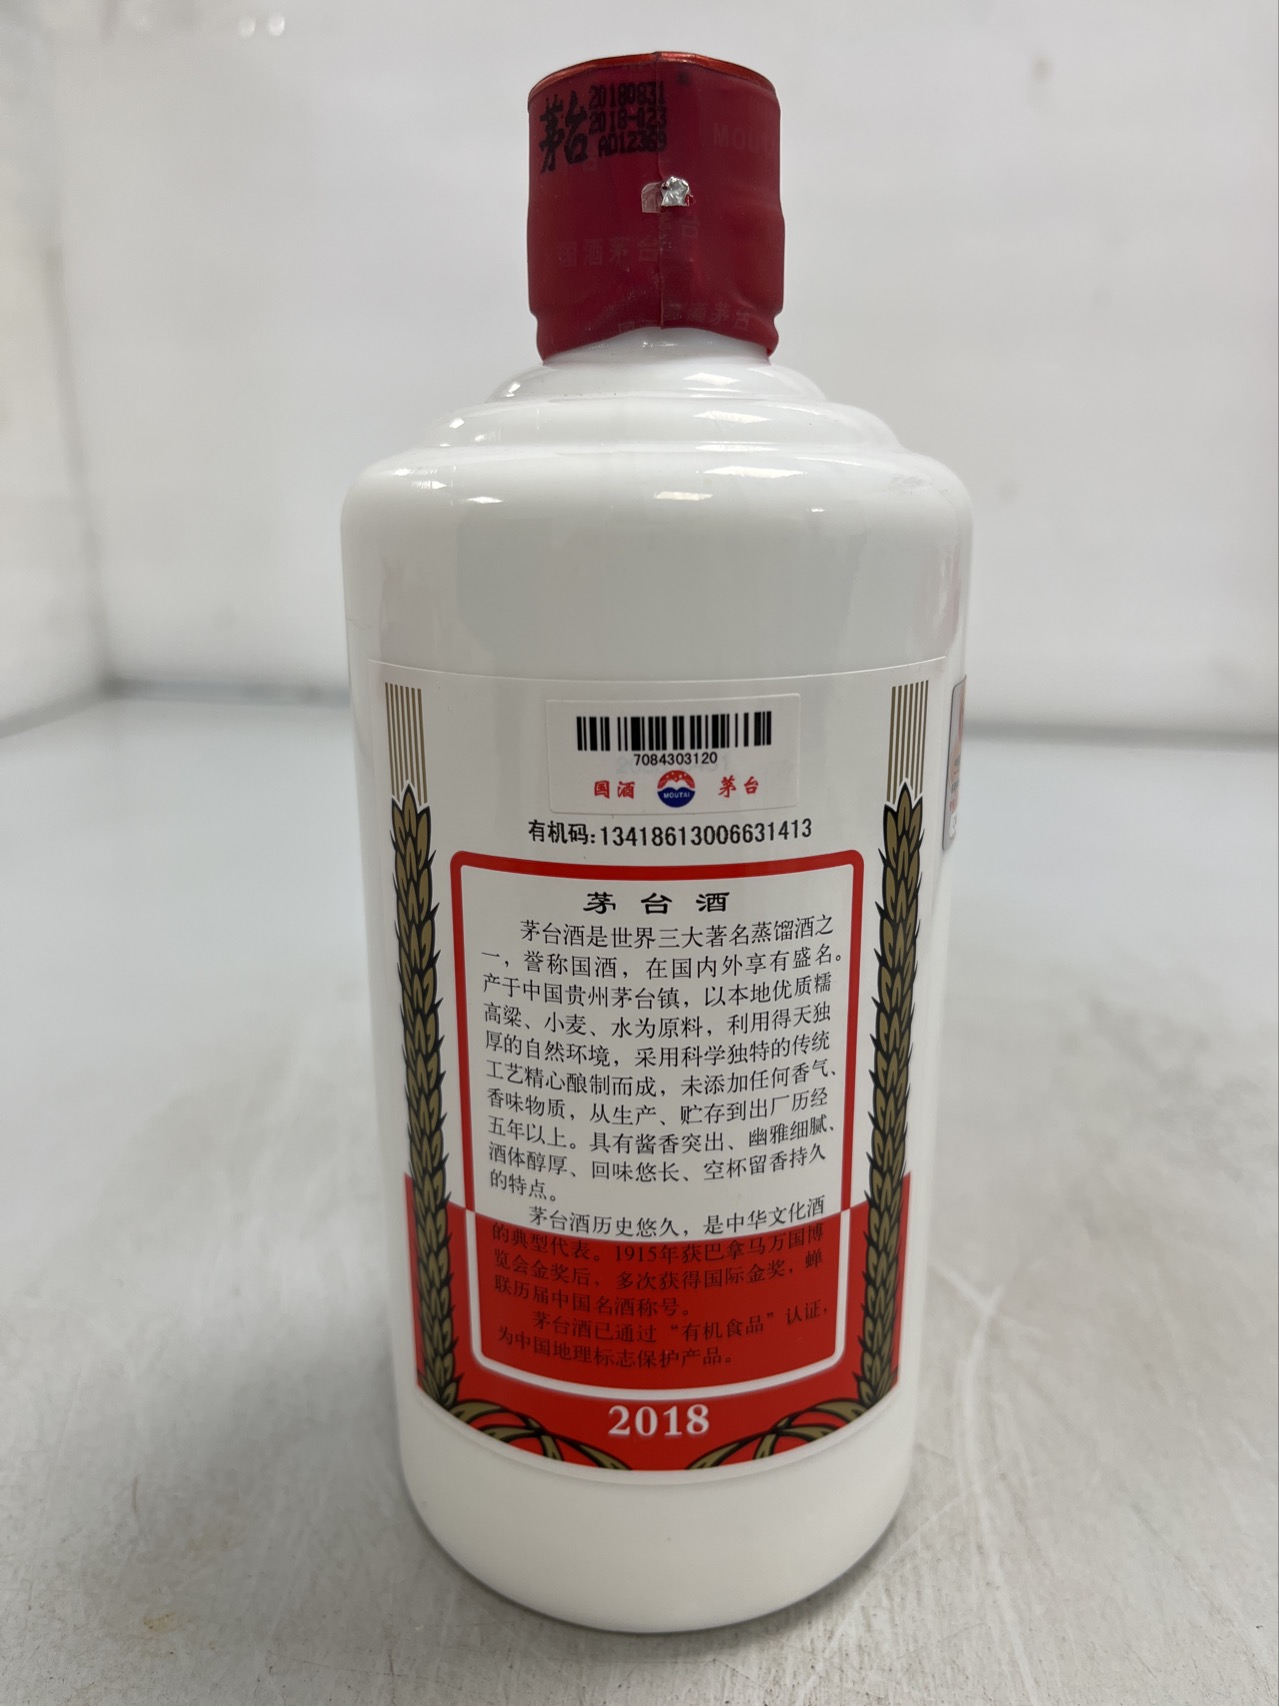 茅台
20180831
2018-023
A012369
MOUTAI
国酒茅台
国酒茅台
7084303120
国酒
MOUTAI
茅台
有机码:13418613006631413
茅台酒
茅台酒是世界三大著名蒸馏酒之
一，誉称国酒，在国内外享有盛名。
产于中国贵州茅台镇，以本地优质糯
高粱、小麦、水为原料，利用得天独
厚的自然环境，采用科学独特的传统
工艺精心酿制而成，未添加任何香气、
香味物质，从生产、贮存到出厂历经
五年以上。具有酱香突出、幽雅细腻、
酒体醇厚、回味悠长、空杯留香持久
的特点。
茅台酒历史悠久，是中华文化酒
的典型代表。1915年获巴拿马万国博
览会金奖后，多次获得国际金奖，蝉
联历届中国名酒称号。
茅台酒已通过“有机食品”认证，
为中国地理标志保护产品。
2018